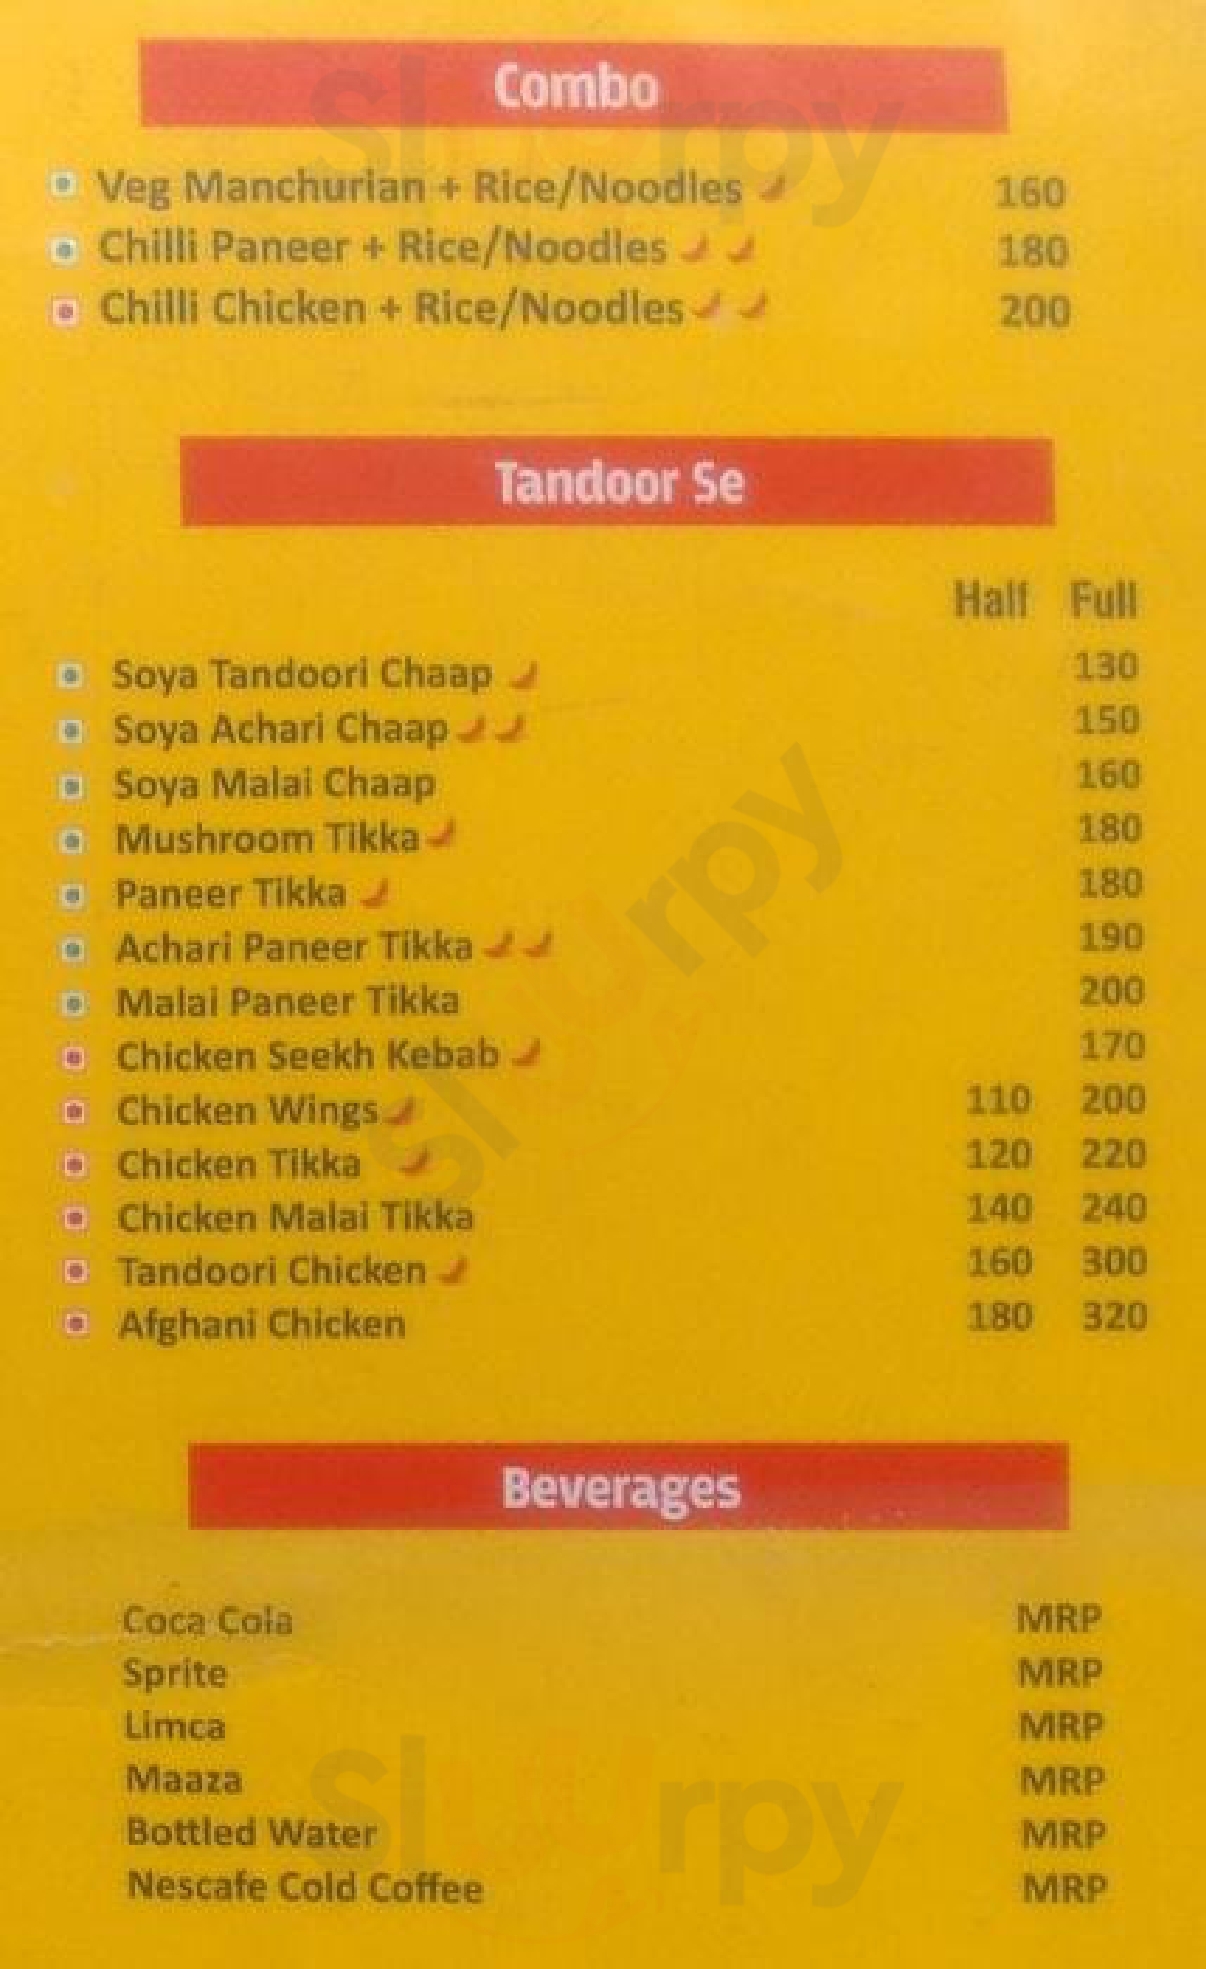 Combo
Veg Manchurian + Rice/Noodles 160
Chilli Paneer + Rice/Noodles 180
Chilli Chicken + Rice/Noodles 200
Tandoor Se
Half Full
Soya Tandoori Chaap 130
Soya Achari Chaap 150
Soya Malai Chaap 160
Mushroom Tikka 180
Paneer Tikka 180
Achari Paneer Tikka 190
Malai Paneer Tikka 200
Chicken Seekh Kebab 170
Chicken Wings 110 200
Chicken Tikka 120 220
Chicken Malai Tikka 140 240
Tandoori Chicken 160 300
Afghani Chicken 180 320
Beverages
Coca Cola MRP
Sprite MRP
Limca MRP
Maaza MRP
Bottled Water MRP
Nescafe Cold Coffee MRP